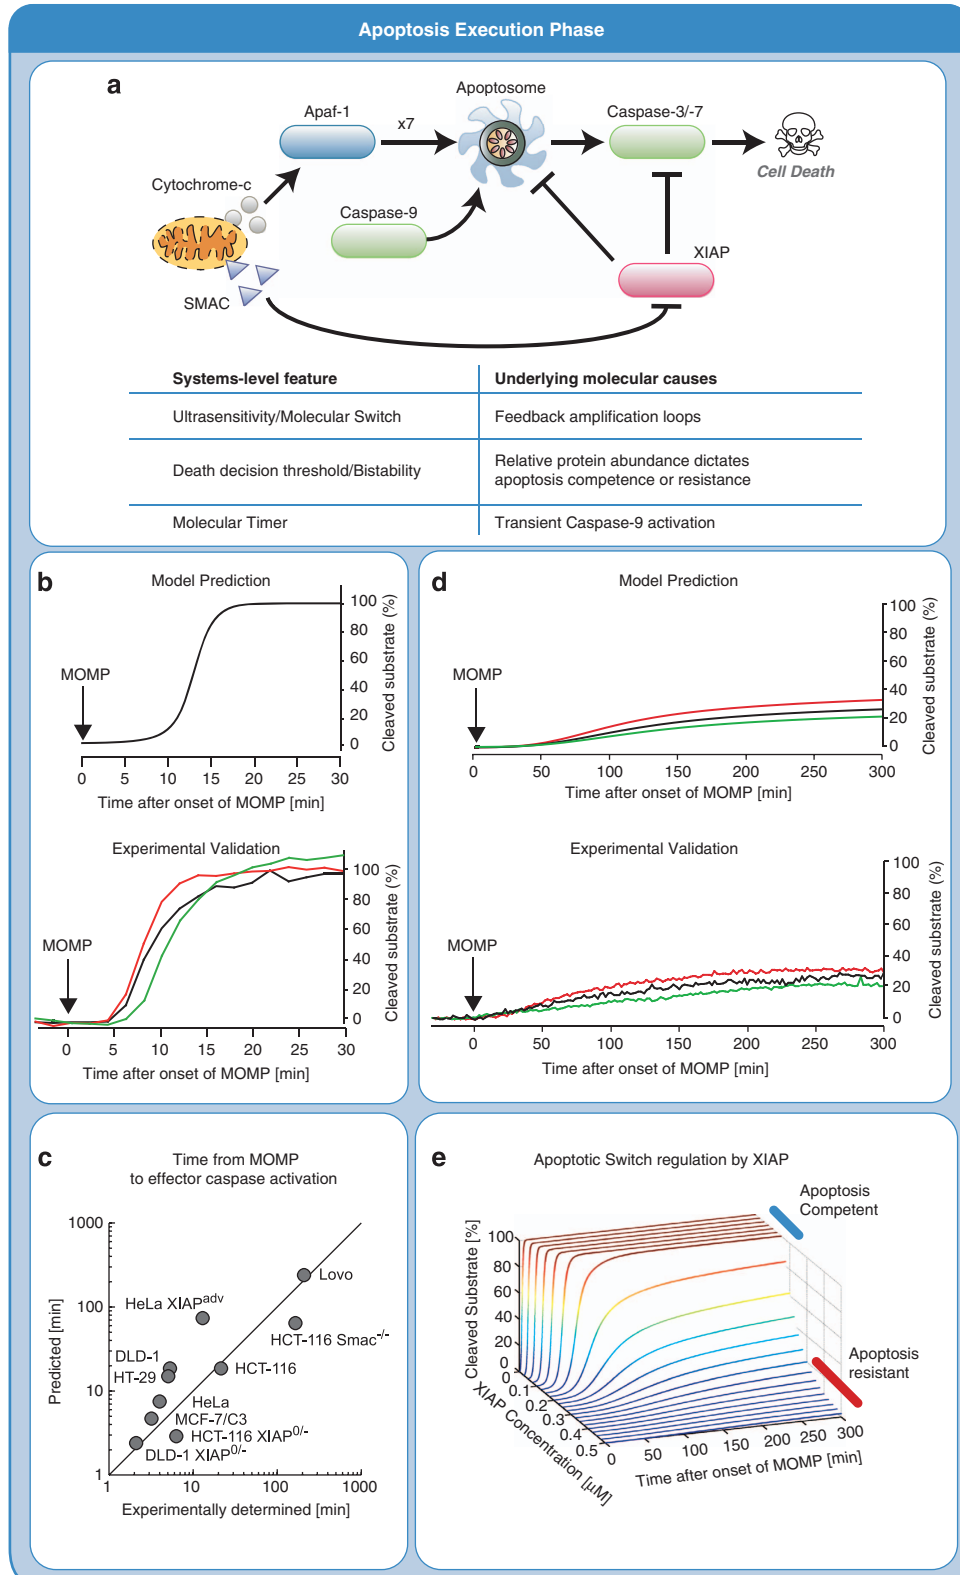 Apoptosis Execution Phase
a
Apoptosome
Apaf-1
x7
Caspase-3/-7
Cell Death
Cytochrome-c
Caspase-9
XIAP
SMAC
Systems-level feature
Underlying molecular causes
Ultrasensitivity/Molecular Switch
Feedback amplification loops
Death decision threshold/Bistability
Relative protein abundance dictates
apoptosis competence or resistance
Molecular Timer
Transient Caspase-9 activation
b
Model Prediction
MOMP
100
80
60
40
20
0
Cleaved substrate (%)
0 5 10 15 20 25 30
Time after onset of MOMP [min]
Experimental Validation
MOMP
100
80
60
40
20
0
Cleaved substrate (%)
0 5 10 15 20 25 30
Time after onset of MOMP [min]
d
Model Prediction
MOMP
100
80
60
40
20
0
Cleaved substrate (%)
0 50 100 150 200 250 300
Time after onset of MOMP [min]
Experimental Validation
MOMP
100
80
60
40
20
0
Cleaved substrate (%)
0 50 100 150 200 250 300
Time after onset of MOMP [min]
c
Time from MOMP
to effector caspase activation
1000
100
10
1
Predicted [min]
Lovo
HeLa XIAPadv
HCT-116 Smac-/-
DLD-1
HT-29
HCT-116
HeLa
MCF-7/C3
HCT-116 XIAP0/-
DLD-1 XIAP0/-
1 10 100 1000
Experimentally determined [min]
e
Apoptotic Switch regulation by XIAP
Apoptosis
Competent
Apoptosis
resistant
Cleaved Substrate [%]
100
80
60
40
20
0
0
0.1
0.2
0.3
0.4
0.5
XIAP Concentration [µM]
0 50 100 150 200 250 300
Time after onset of MOMP [min]